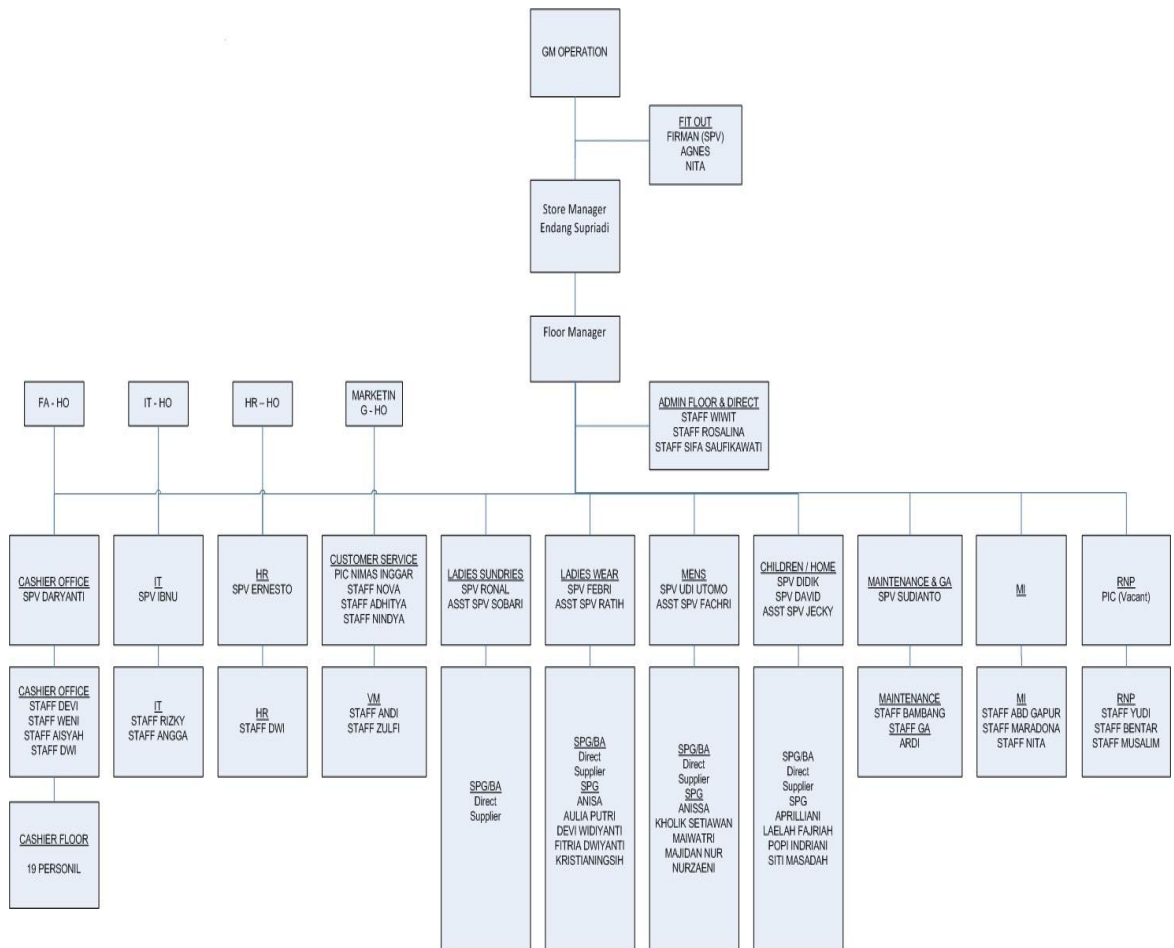 GM OPERATION
FIT OUT
FIRMAN (SPV)
AGNES
NITA
Store Manager
Endang Supriadi
Floor Manager
FA - HO
IT - HO
HR – HO
MARKETIN
G - HO
ADMIN FLOOR & DIRECT
STAFF WIWIT
STAFF ROSALINA
STAFF SIFA SAUFIKAWATI
CASHIER OFFICE
SPV DARYANTI
IT
SPV IBNU
HR
SPV ERNESTO
CUSTOMER SERVICE
PIC NIMAS INGGAR
STAFF NOVA
STAFF ADHITYA
STAFF NINDYA
LADIES SUNDRIES
SPV RONAL
ASST SPV SOBARI
LADIES WEAR
SPV FEBRI
ASST SPV RATIH
MENS
SPV UDI UTOMO
ASST SPV FACHRI
CHILDREN / HOME
SPV DIDIK
SPV DAVID
ASST SPV JECKY
MAINTENANCE & GA
SPV SUDIANTO
MI
RNP
PIC (Vacant)
CASHIER OFFICE
STAFF DEVI
STAFF WENI
STAFF AISYAH
STAFF DWI
IT
STAFF RIZKY
STAFF ANGGA
HR
STAFF DWI
VM
STAFF ANDI
STAFF ZULFI
SPG/BA
Direct
Supplier
SPG/BA
Direct
Supplier
SPG
ANISA
AULIA PUTRI
DEVI WIDIYANTI
FITRIA DWIYANTI
KRISTIANINGSIH
SPG/BA
Direct
Supplier
SPG
ANISSA
KHOLIK SETIAWAN
MAIWATRI
MAJIDAN NUR
NURZAENI
SPG/BA
Direct
Supplier
SPG
APRILLIANI
LAELAH FAJRIAH
POPI INDRIANI
SITI MASADAH
MAINTENANCE
STAFF BAMBANG
STAFF GA
ARDI
MI
STAFF ABD GAPUR
STAFF MARADONA
STAFF NITA
RNP
STAFF YUDI
STAFF BENTAR
STAFF MUSALIM
CASHIER FLOOR
19 PERSONIL